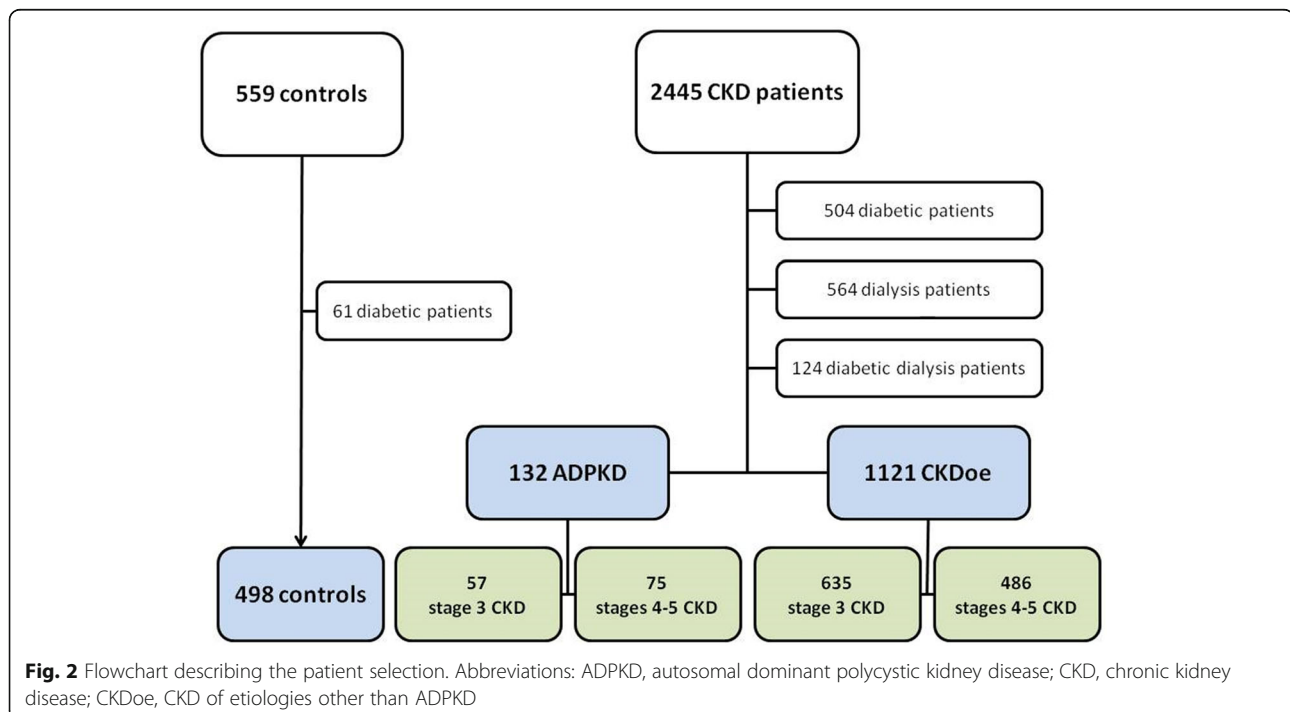 559 controls
2445 CKD patients
504 diabetic patients
564 dialysis patients
61 diabetic patients
124 diabetic dialysis patients
132 ADPKD
1121 CKDoe
498 controls
57
stage 3 CKD
75
stages 4-5 CKD
635
stage 3 CKD
486
stages 4-5 CKD
Fig. 2 Flowchart describing the patient selection. Abbreviations: ADPKD, autosomal dominant polycystic kidney disease; CKD, chronic kidney
disease; CKDoe, CKD of etiologies other than ADPKD